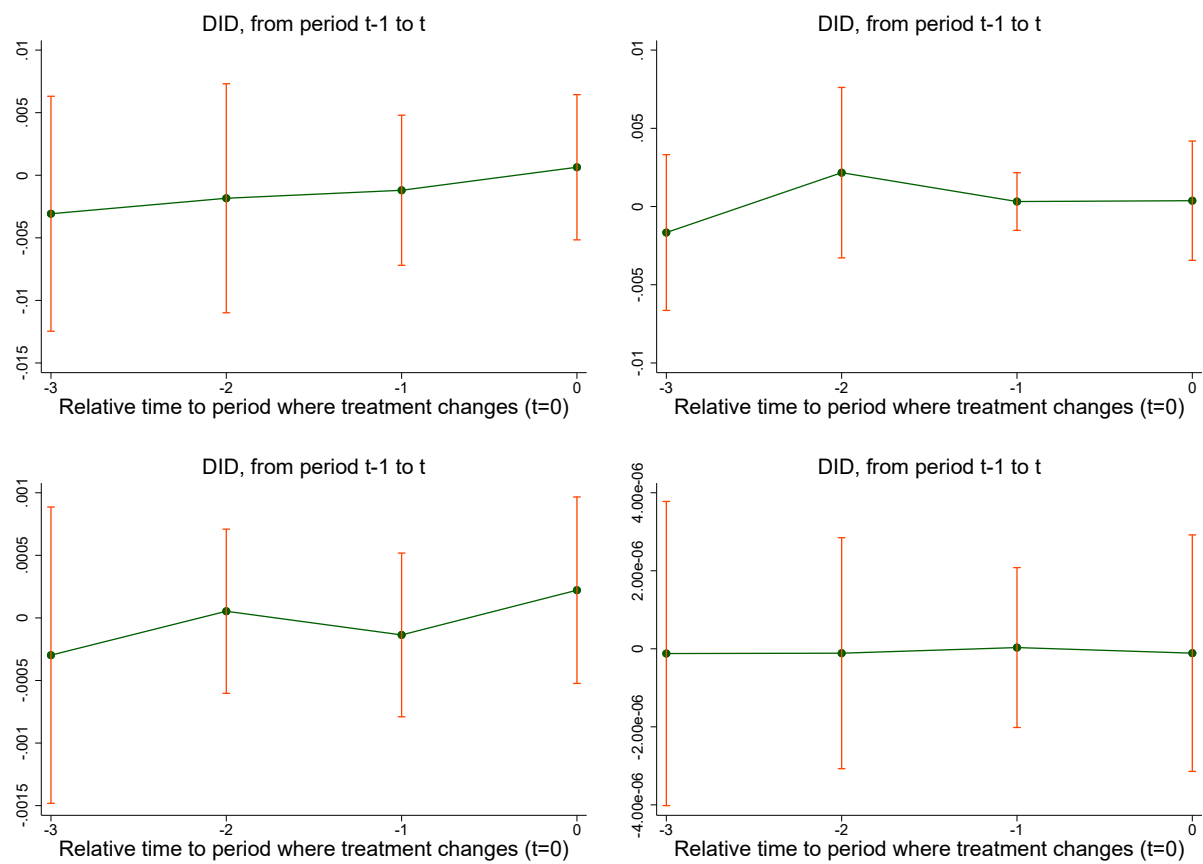 DID, from period t-1 to t
.01
.005
0
-.005
-.01
-.015
-3
-2
-1
0
Relative time to period where treatment changes (t=0)
DID, from period t-1 to t
.01
.005
0
-.005
-.01
-3
-2
-1
0
Relative time to period where treatment changes (t=0)
DID, from period t-1 to t
.001
.0005
0
-.0005
-.001
-.0015
-3
-2
-1
0
Relative time to period where treatment changes (t=0)
DID, from period t-1 to t
4.00e-06
2.00e-06
0
-2.00e-06
-4.00e-06
-3
-2
-1
0
Relative time to period where treatment changes (t=0)